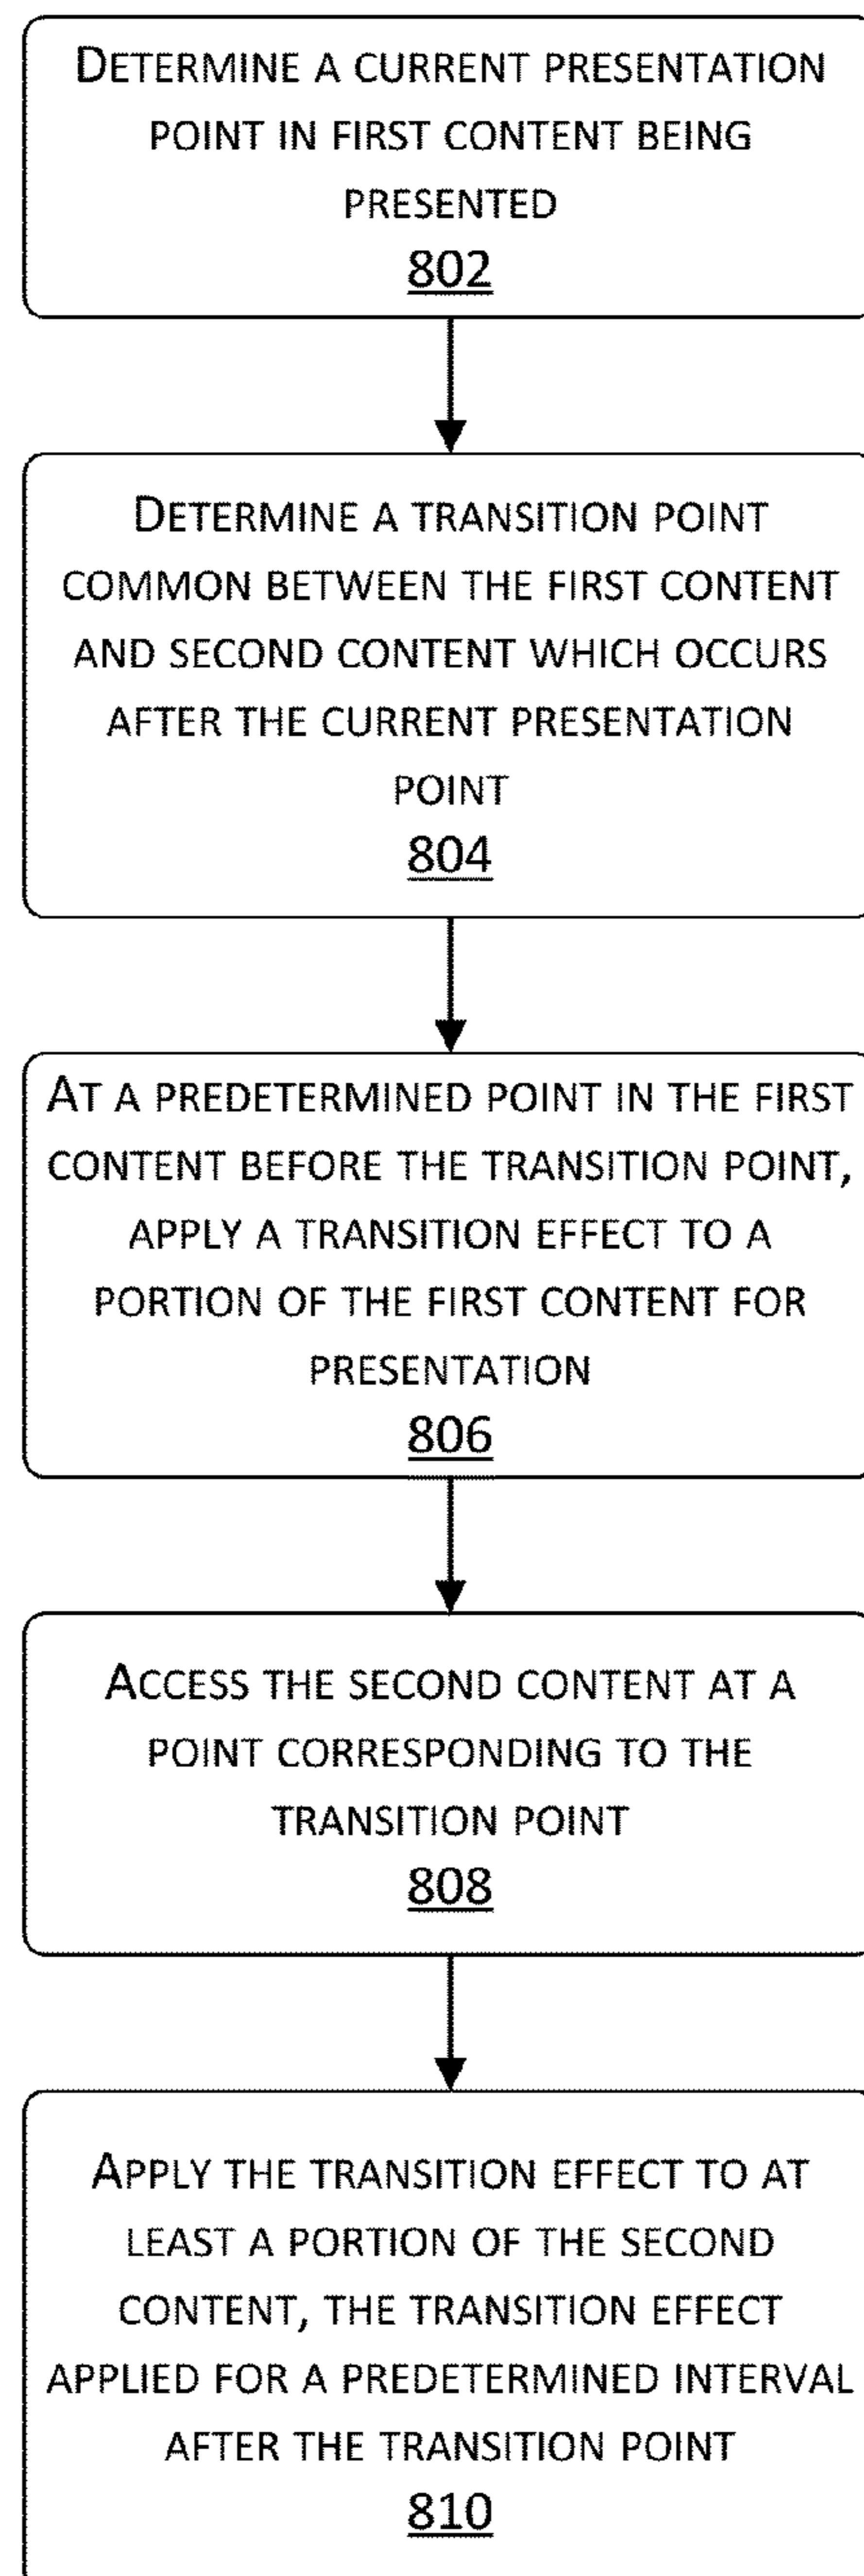 DETERMINE A CURRENT PRESENTATION
POINT IN FIRST CONTENT BEING
PRESENTED
802
DETERMINE A TRANSITION POINT
COMMON BETWEEN THE FIRST CONTENT
AND SECOND CONTENT WHICH OCCURS
AFTER THE CURRENT PRESENTATION
POINT
804
AT A PREDETERMINED POINT IN THE FIRST
CONTENT BEFORE THE TRANSITION POINT,
APPLY A TRANSITION EFFECT TO A
PORTION OF THE FIRST CONTENT FOR
PRESENTATION
806
ACCESS THE SECOND CONTENT AT A
POINT CORRESPONDING TO THE
TRANSITION POINT
808
APPLY THE TRANSITION EFFECT TO AT
LEAST A PORTION OF THE SECOND
CONTENT, THE TRANSITION EFFECT
APPLIED FOR A PREDETERMINED INTERVAL
AFTER THE TRANSITION POINT
810